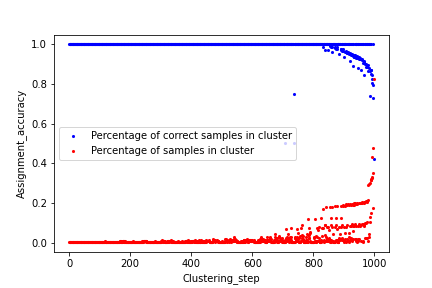 1.0
0.8
0.6
0.4
0.2
0.0
Assignment_accuracy
Percentage of correct samples in cluster
Percentage of samples in cluster
0 200 400 600 800 1000
Clustering_step